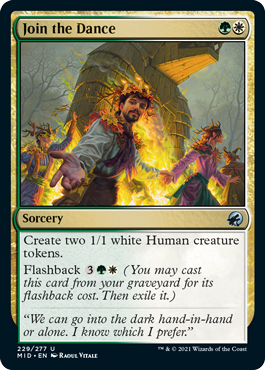 Join the Dance
Sorcery
Create two 1/1 white Human creature
tokens.
Flashback 3 (You may cast
this card from your graveyard for its
flashback cost. Then exile it.)
“We can go into the dark hand-in-hand
or alone. I know which I prefer.”
229/277 U
MID • EN Raoul Vitale
™ & © 2021 Wizards of the Coast